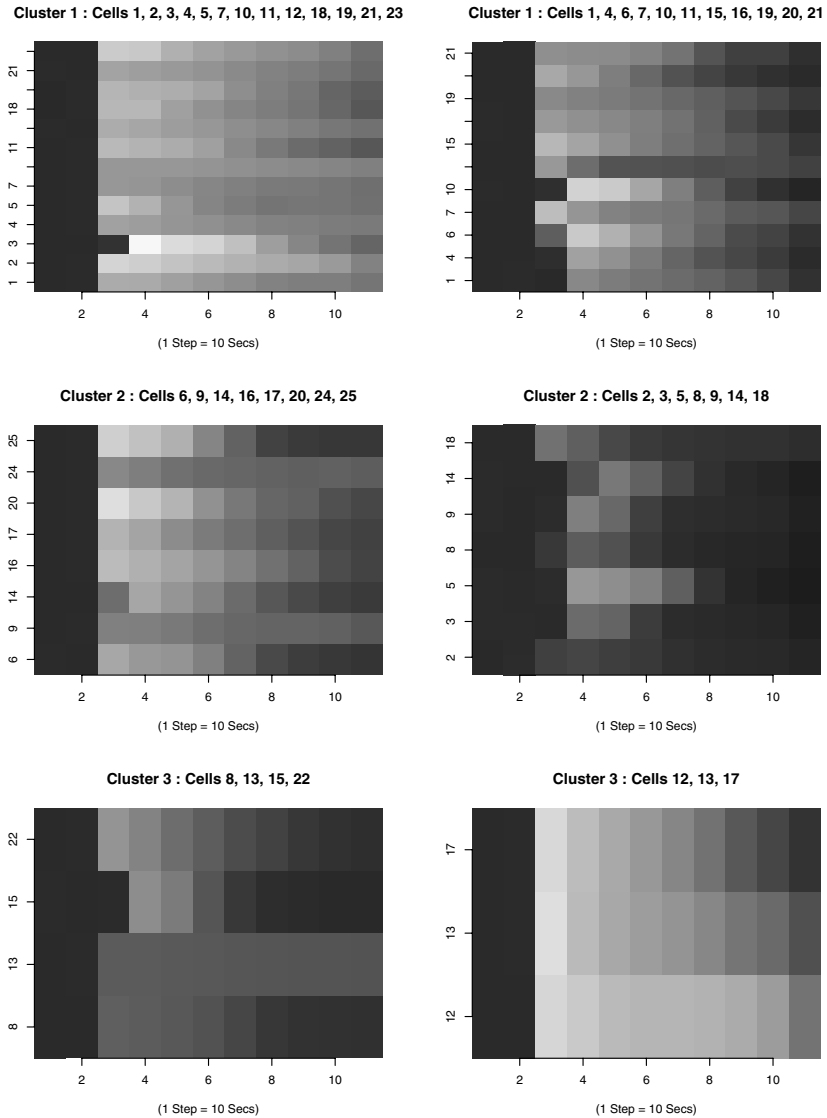 Cluster 1 : Cells 1, 2, 3, 4, 5, 7, 10, 11, 12, 18, 19, 21, 23
21
18
11
7
5
4
3
2
1
2 4 6 8 10
(1 Step = 10 Secs)
Cluster 1 : Cells 1, 4, 6, 7, 10, 11, 15, 16, 19, 20, 21
21
19
15
10
7
6
4
1
2 4 6 8 10
(1 Step = 10 Secs)
Cluster 2 : Cells 6, 9, 14, 16, 17, 20, 24, 25
25
24
20
17
16
14
9
6
2 4 6 8 10
(1 Step = 10 Secs)
Cluster 2 : Cells 2, 3, 5, 8, 9, 14, 18
18
14
9
8
5
3
2
2 4 6 8 10
(1 Step = 10 Secs)
Cluster 3 : Cells 8, 13, 15, 22
22
15
13
8
2 4 6 8 10
(1 Step = 10 Secs)
Cluster 3 : Cells 12, 13, 17
17
13
12
2 4 6 8 10
(1 Step = 10 Secs)